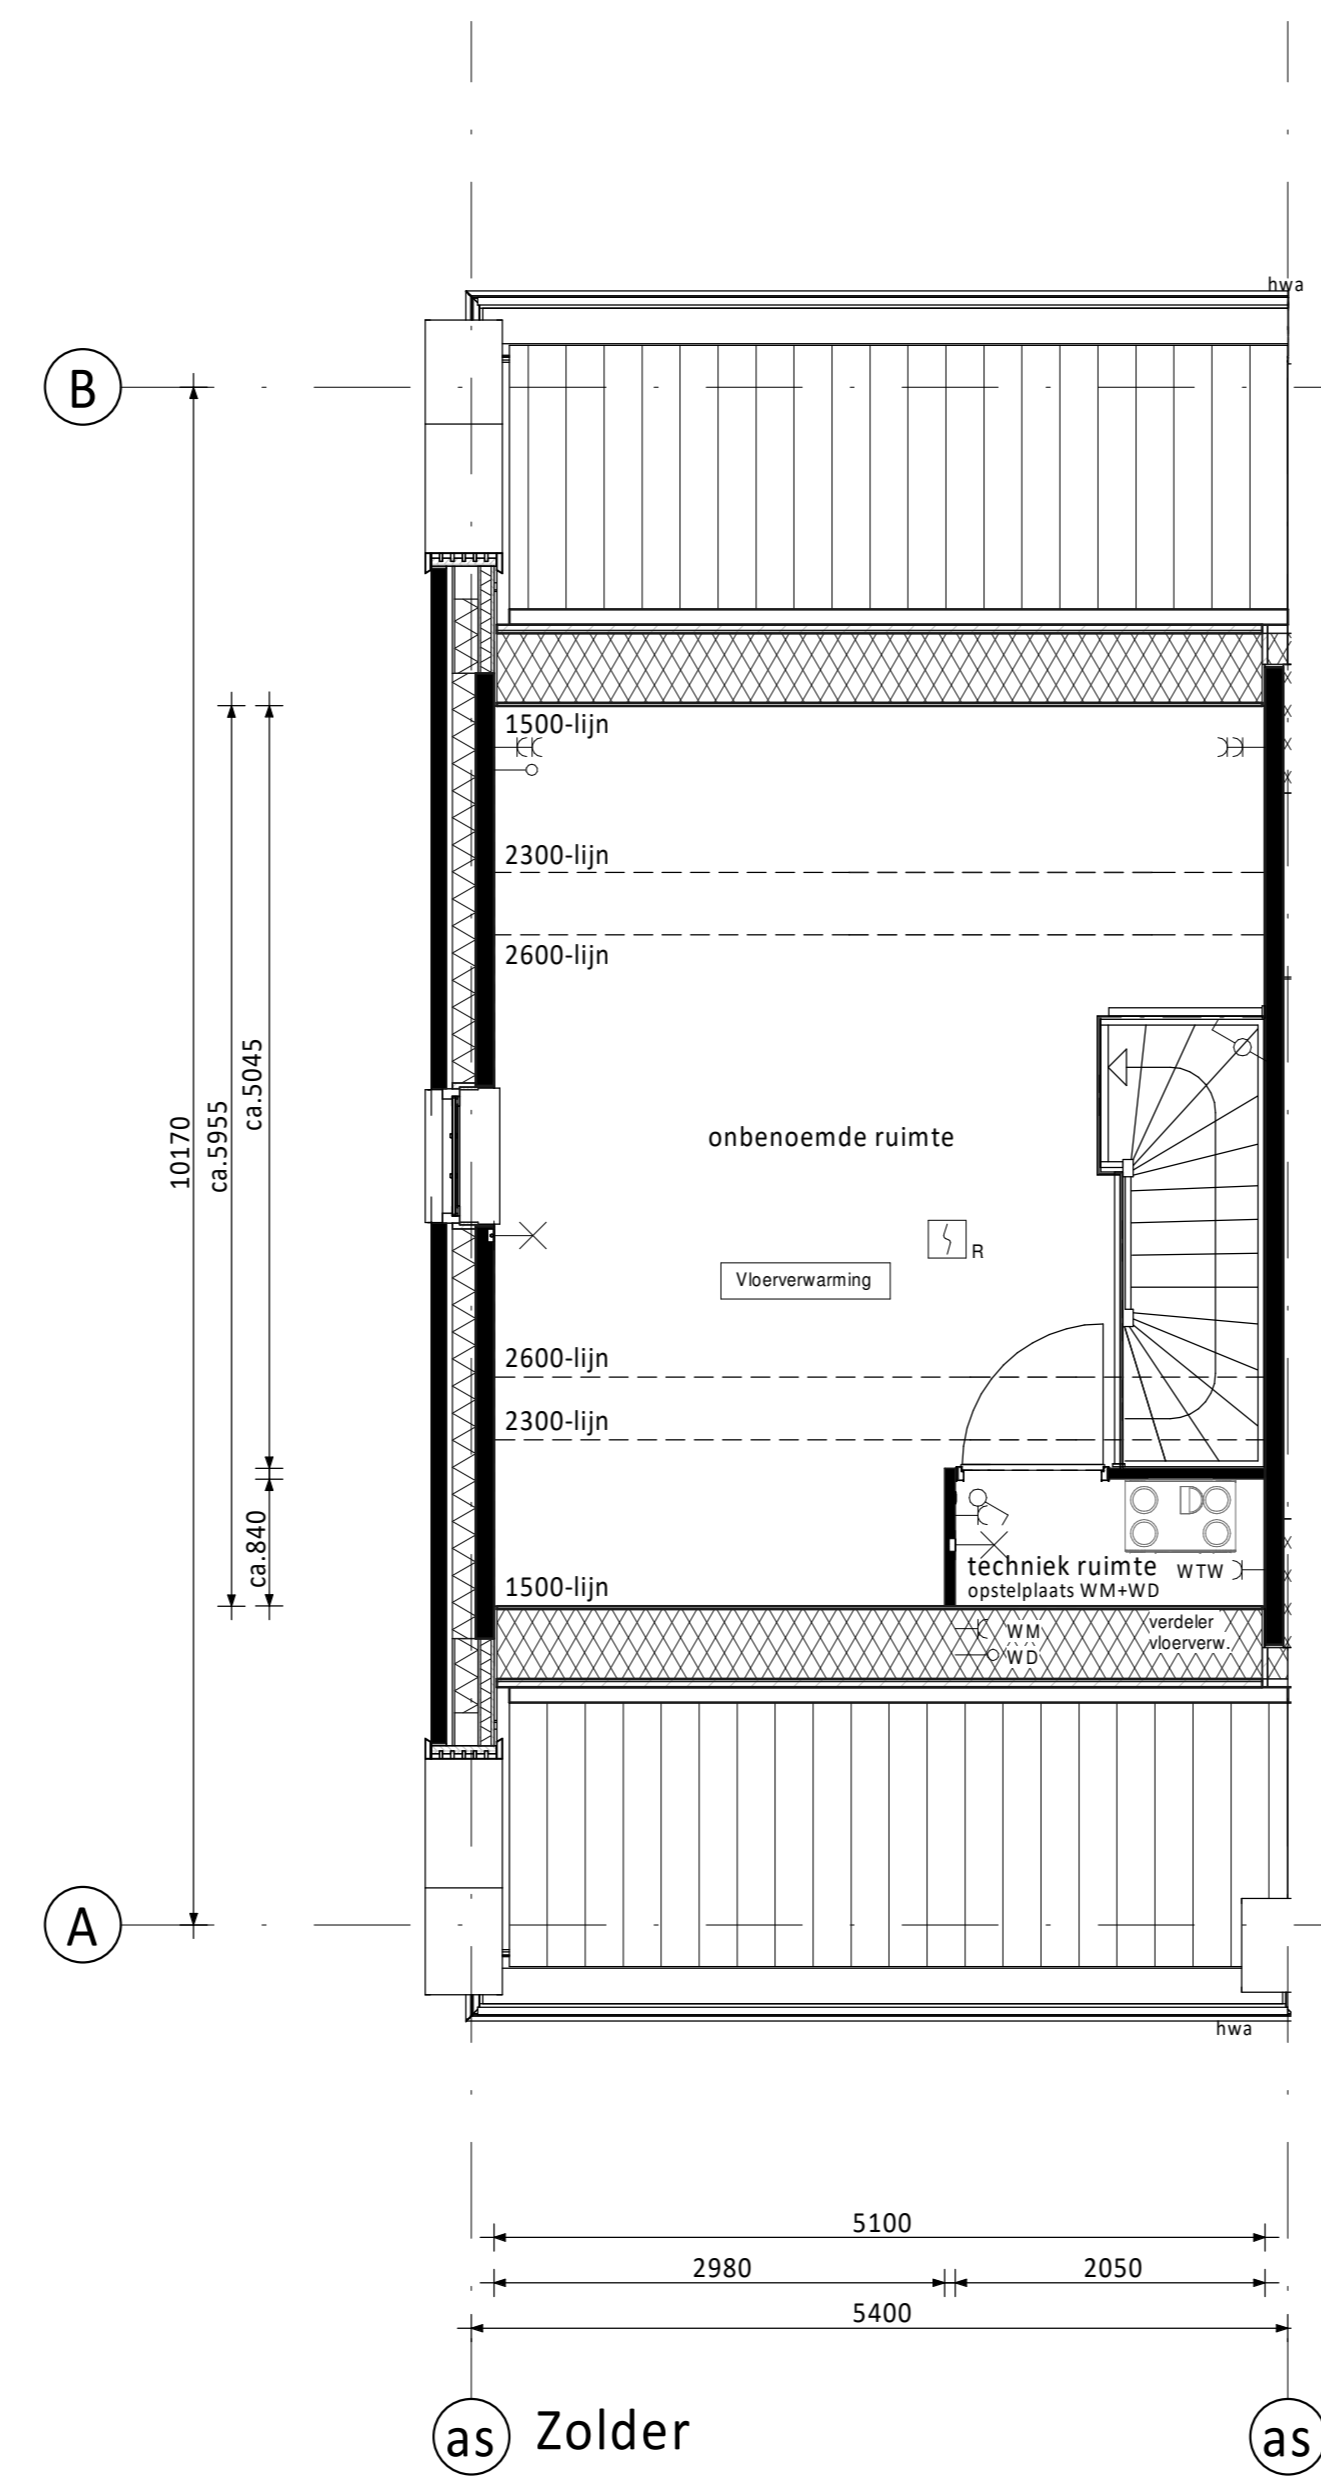 hwa
B
1500-lijn
2300-lijn
2600-lijn
10170
ca.5955
ca.5045
onbenoemde ruimte
R
Vloerverwarming
2600-lijn
2300-lijn
ca.840
techniek ruimte
WTW
1500-lijn
opstelplaats WM+WD
WM
WD
verdeler
vloerverw.
A
hwa
5100
2980
2050
5400
as
Zolder
as